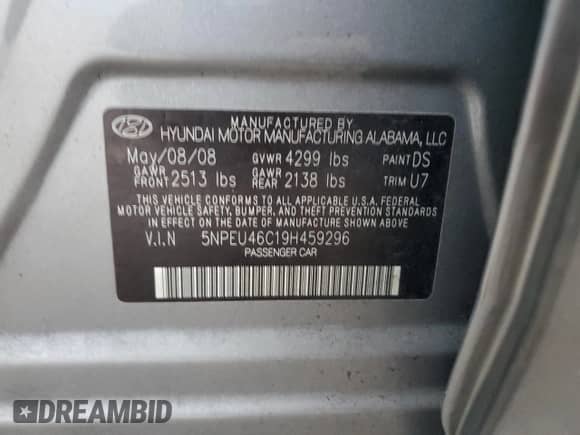 MANUFACTURED BY
HYUNDAI MOTOR MANUFACTURING ALABAMA, LLC
May/08/08 GVWR 4299 lbs PAINT DS
GAWR FRONT 2513 lbs GAWR REAR 2138 lbs TRIM U7
THIS VEHICLE CONFORMS TO ALL APPLICABLE U.S.A. FEDERAL
MOTOR VEHICLE SAFETY, BUMPER, AND THEFT PREVENTION STANDARDS
IN EFFECT ON THE DATE OF MANUFACTURE SHOWN ABOVE.
V.I.N 5NPEU46C19H459296
PASSENGER CAR
DREAMBID